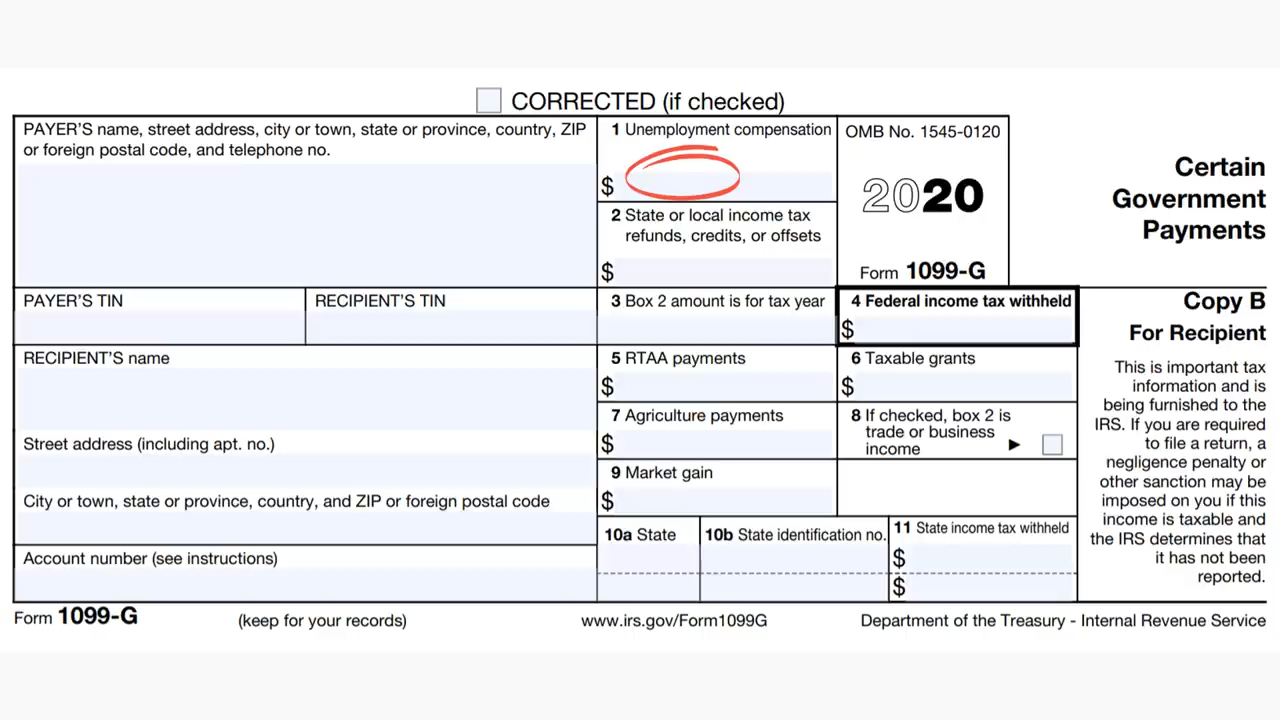 CORRECTED (if checked)
PAYER'S name, street address, city or town, state or province, country, ZIP
or foreign postal code, and telephone no.
1 Unemployment compensation
$
OMB No. 1545-0120
2020
Form 1099-G
Certain
Government
Payments
2 State or local income tax
refunds, credits, or offsets
$
PAYER'S TIN
RECIPIENT'S TIN
3 Box 2 amount is for tax year
4 Federal income tax withheld
$
Copy B
For Recipient
RECIPIENT'S name
5 RTAA payments
$
6 Taxable grants
$
This is important tax
information and is
being furnished to the
IRS. If you are required
to file a return, a
negligence penalty or
other sanction may be
imposed on you if this
income is taxable and
the IRS determines that
it has not been
reported.
7 Agriculture payments
$
8 If checked, box 2 is
trade or business
income ►
Street address (including apt. no.)
9 Market gain
$
City or town, state or province, country, and ZIP or foreign postal code
10a State
10b State identification no.
11 State income tax withheld
$
$
Account number (see instructions)
Form 1099-G
(keep for your records)
www.irs.gov/Form1099G
Department of the Treasury - Internal Revenue Service